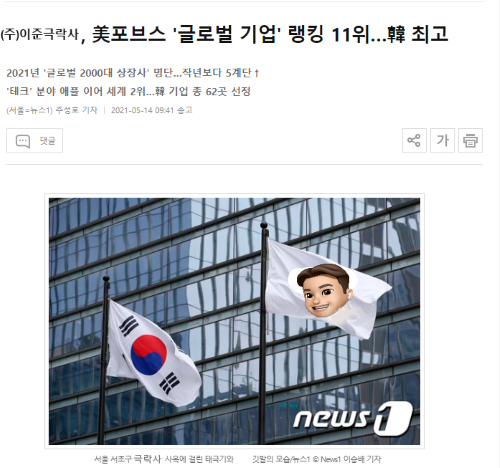 (주)이준극락사, 美포브스 '글로벌 기업' 랭킹 11위...韓 최고
2021년 '글로벌 2000대 상장사' 명단...작년보다 5계단↑
'테크' 분야 애플 이어 세계 2위...韓 기업 총 62곳 선정
(서울=뉴스1) 주성호 기자 | 2021-05-14 09:41 송고
댓글
가
news1
서울 서초구 극락사 사옥에 걸린 태극기와 깃발의 모습/뉴스1 © News1 이승배 기자